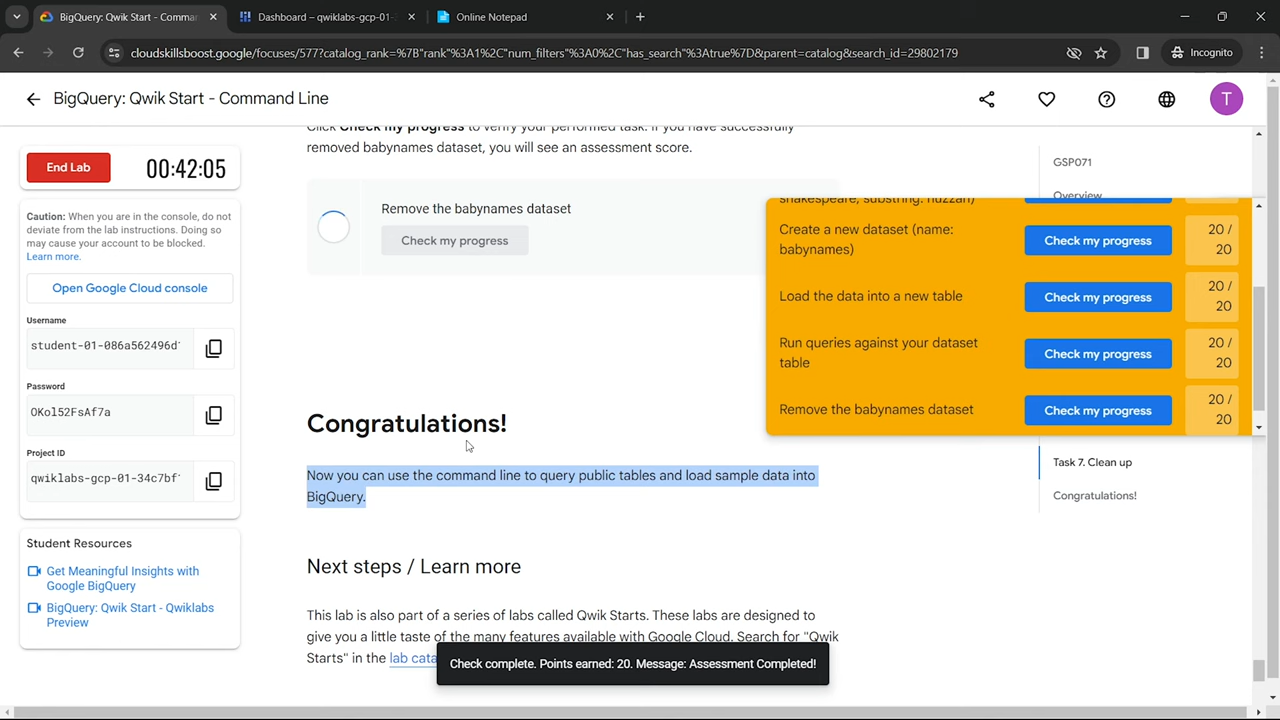 BigQuery: Qwik Start - Comman
Dashboard – qwiklabs-gcp-01-
Online Notepad
cloudskillsboost.google/focuses/577?catalog_rank=%7B"rank"%3A1%2C"num_filters"%3A0%2C"has_search"%3Atrue%7D&parent=catalog&search_id=29802179
Incognito
BigQuery: Qwik Start - Command Line
T
End Lab
00:42:05
Caution: When you are in the console, do not
deviate from the lab instructions. Doing so
may cause your account to be blocked.
Learn more.
Open Google Cloud console
Username
student-01-086a562496d
Password
OKol52FsAf7a
Project ID
qwiklabs-gcp-01-34c7bf
Student Resources
Get Meaningful Insights with
Google BigQuery
BigQuery: Qwik Start - Qwiklabs
Preview
Click Check my progress to verify your performed task. If you have successfully
removed babynames dataset, you will see an assessment score.
Remove the babynames dataset
Check my progress
Congratulations!
Now you can use the command line to query public tables and load sample data into
BigQuery.
Next steps / Learn more
This lab is also part of a series of labs called Qwik Starts. These labs are designed to
give you a little taste of the many features available with Google Cloud. Search for "Qwik
Starts" in the lab cata
Check complete. Points earned: 20. Message: Assessment Completed!
GSP071
Overview
shakespeare, substring: huzzah)
Create a new dataset (name:
babynames)
Check my progress
20 /
20
Load the data into a new table
Check my progress
20 /
20
Run queries against your dataset
table
Check my progress
20 /
20
Remove the babynames dataset
Check my progress
20 /
20
Task 7. Clean up
Congratulations!